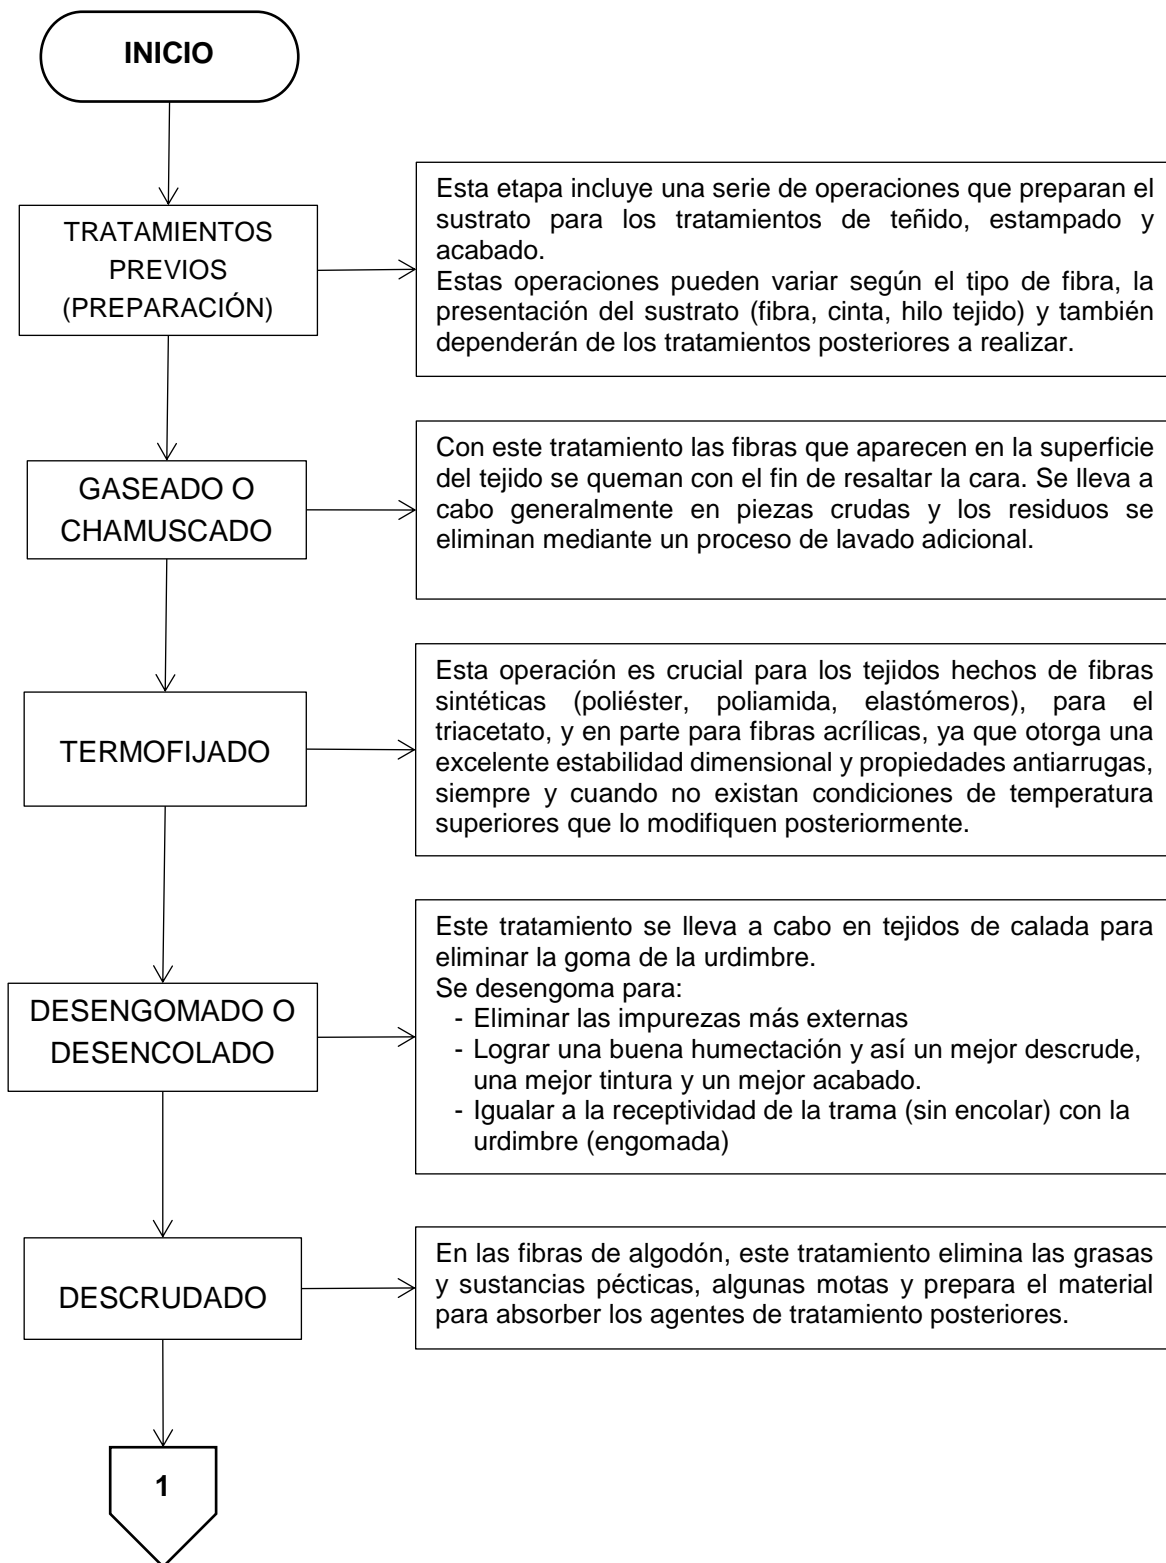 INICIO
TRATAMIENTOS
PREVIOS
(PREPARACIÓN)
Esta etapa incluye una serie de operaciones que preparan el
sustrato para los tratamientos de teñido, estampado y
acabado.
Estas operaciones pueden variar según el tipo de fibra, la
presentación del sustrato (fibra, cinta, hilo tejido) y también
dependerán de los tratamientos posteriores a realizar.
GASEADO O
CHAMUSCADO
Con este tratamiento las fibras que aparecen en la superficie
del tejido se queman con el fin de resaltar la cara. Se lleva a
cabo generalmente en piezas crudas y los residuos se
eliminan mediante un proceso de lavado adicional.
TERMOFIJADO
Esta operación es crucial para los tejidos hechos de fibras
sintéticas (poliéster, poliamida, elastómeros), para el
triacetato, y en parte para fibras acrílicas, ya que otorga una
excelente estabilidad dimensional y propiedades antiarrugas,
siempre y cuando no existan condiciones de temperatura
superiores que lo modifiquen posteriormente.
DESENGOMADO O
DESENCOLADO
Este tratamiento se lleva a cabo en tejidos de calada para
eliminar la goma de la urdimbre.
Se desengoma para:
- Eliminar las impurezas más externas
- Lograr una buena humectación y así un mejor descrude,
una mejor tintura y un mejor acabado.
- Igualar a la receptividad de la trama (sin encolar) con la
urdimbre (engomada)
DESCRUDADO
En las fibras de algodón, este tratamiento elimina las grasas
y sustancias pécticas, algunas motas y prepara el material
para absorber los agentes de tratamiento posteriores.
1